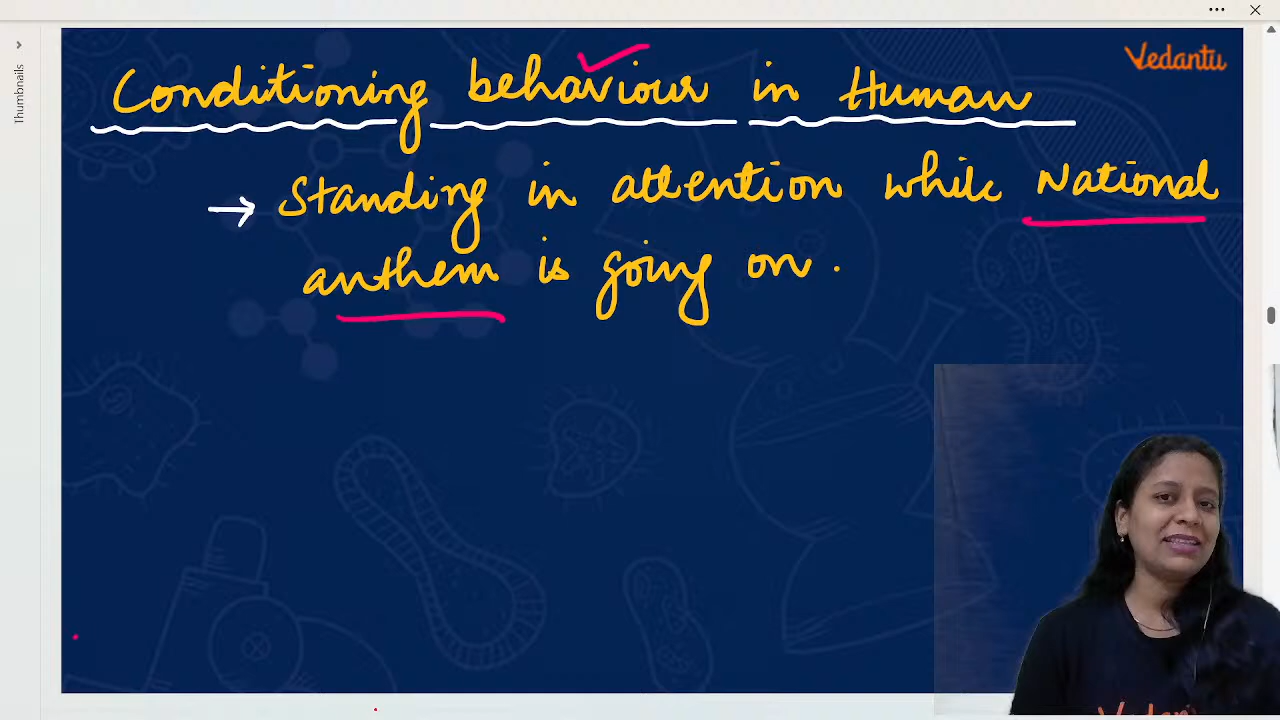 Thumbnails
Vedantu
Conditioning behaviour in Human
→ Standing in attention while National
anthem is going on.